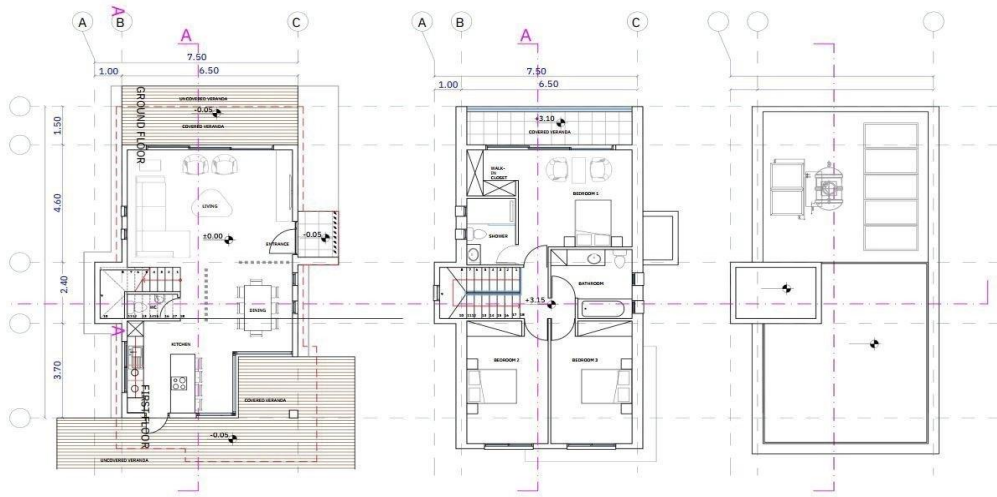 A
B
C
A
A
7.50
1.00
6.50
GROUND FLOOR
UNCOVERED VERANDA
-0.05
COVERED VERANDA
1.50
4.60
2.40
3.70
LIVING
±0.00
ENTRANCE
-0.05
WC
DINING
A
KITCHEN
FIRST FLOOR
COVERED VERANDA
-0.05
UNCOVERED VERANDA
A
A
B
C
A
7.50
1.00
6.50
+3.10
COVERED VERANDA
WALK-
IN
CLOSET
BEDROOM 1
SHOWER
BATHROOM
+3.15
BEDROOM 2
BEDROOM 3